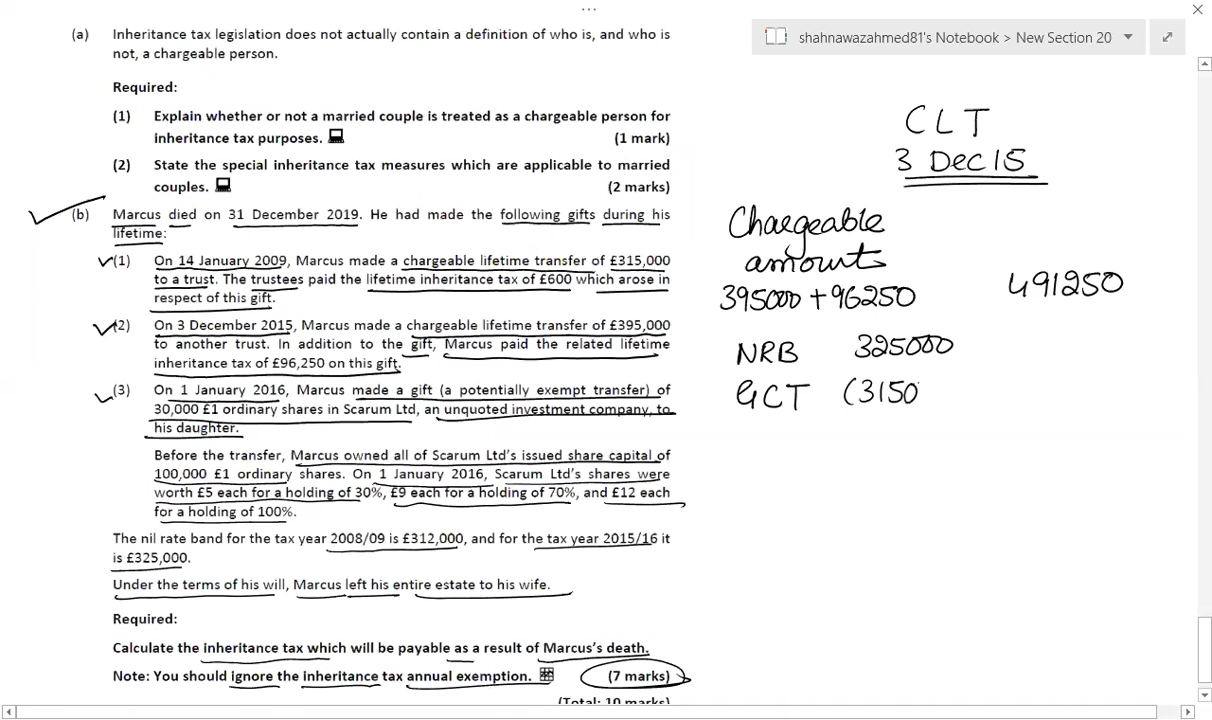 (a) Inheritance tax legislation does not actually contain a definition of who is, and who is
not, a chargeable person.
Required:
(1) Explain whether or not a married couple is treated as a chargeable person for
inheritance tax purposes. (1 mark)
(2) State the special inheritance tax measures which are applicable to married
couples. (2 marks)
(b) Marcus died on 31 December 2019. He had made the following gifts during his
lifetime:
(1) On 14 January 2009, Marcus made a chargeable lifetime transfer of £315,000
to a trust. The trustees paid the lifetime inheritance tax of £600 which arose in
respect of this gift.
(2) On 3 December 2015, Marcus made a chargeable lifetime transfer of £395,000
to another trust. In addition to the gift, Marcus paid the related lifetime
inheritance tax of £96,250 on this gift.
(3) On 1 January 2016, Marcus made a gift (a potentially exempt transfer) of
30,000 £1 ordinary shares in Scarum Ltd, an unquoted investment company, to
his daughter.
Before the transfer, Marcus owned all of Scarum Ltd's issued share capital of
100,000 £1 ordinary shares. On 1 January 2016, Scarum Ltd's shares were
worth £5 each for a holding of 30%, £9 each for a holding of 70%, and £12 each
for a holding of 100%.
The nil rate band for the tax year 2008/09 is £312,000, and for the tax year 2015/16 it
is £325,000.
Under the terms of his will, Marcus left his entire estate to his wife.
Required:
Calculate the inheritance tax which will be payable as a result of Marcus's death.
Note: You should ignore the inheritance tax annual exemption. (7 marks)
(Total: 10 marks)
shahnawazahmed81's Notebook > New Section 20
CLT
3 Dec 15
Chargeable
amount
395000 + 96250 491250
NRB 325000
GCT (3150